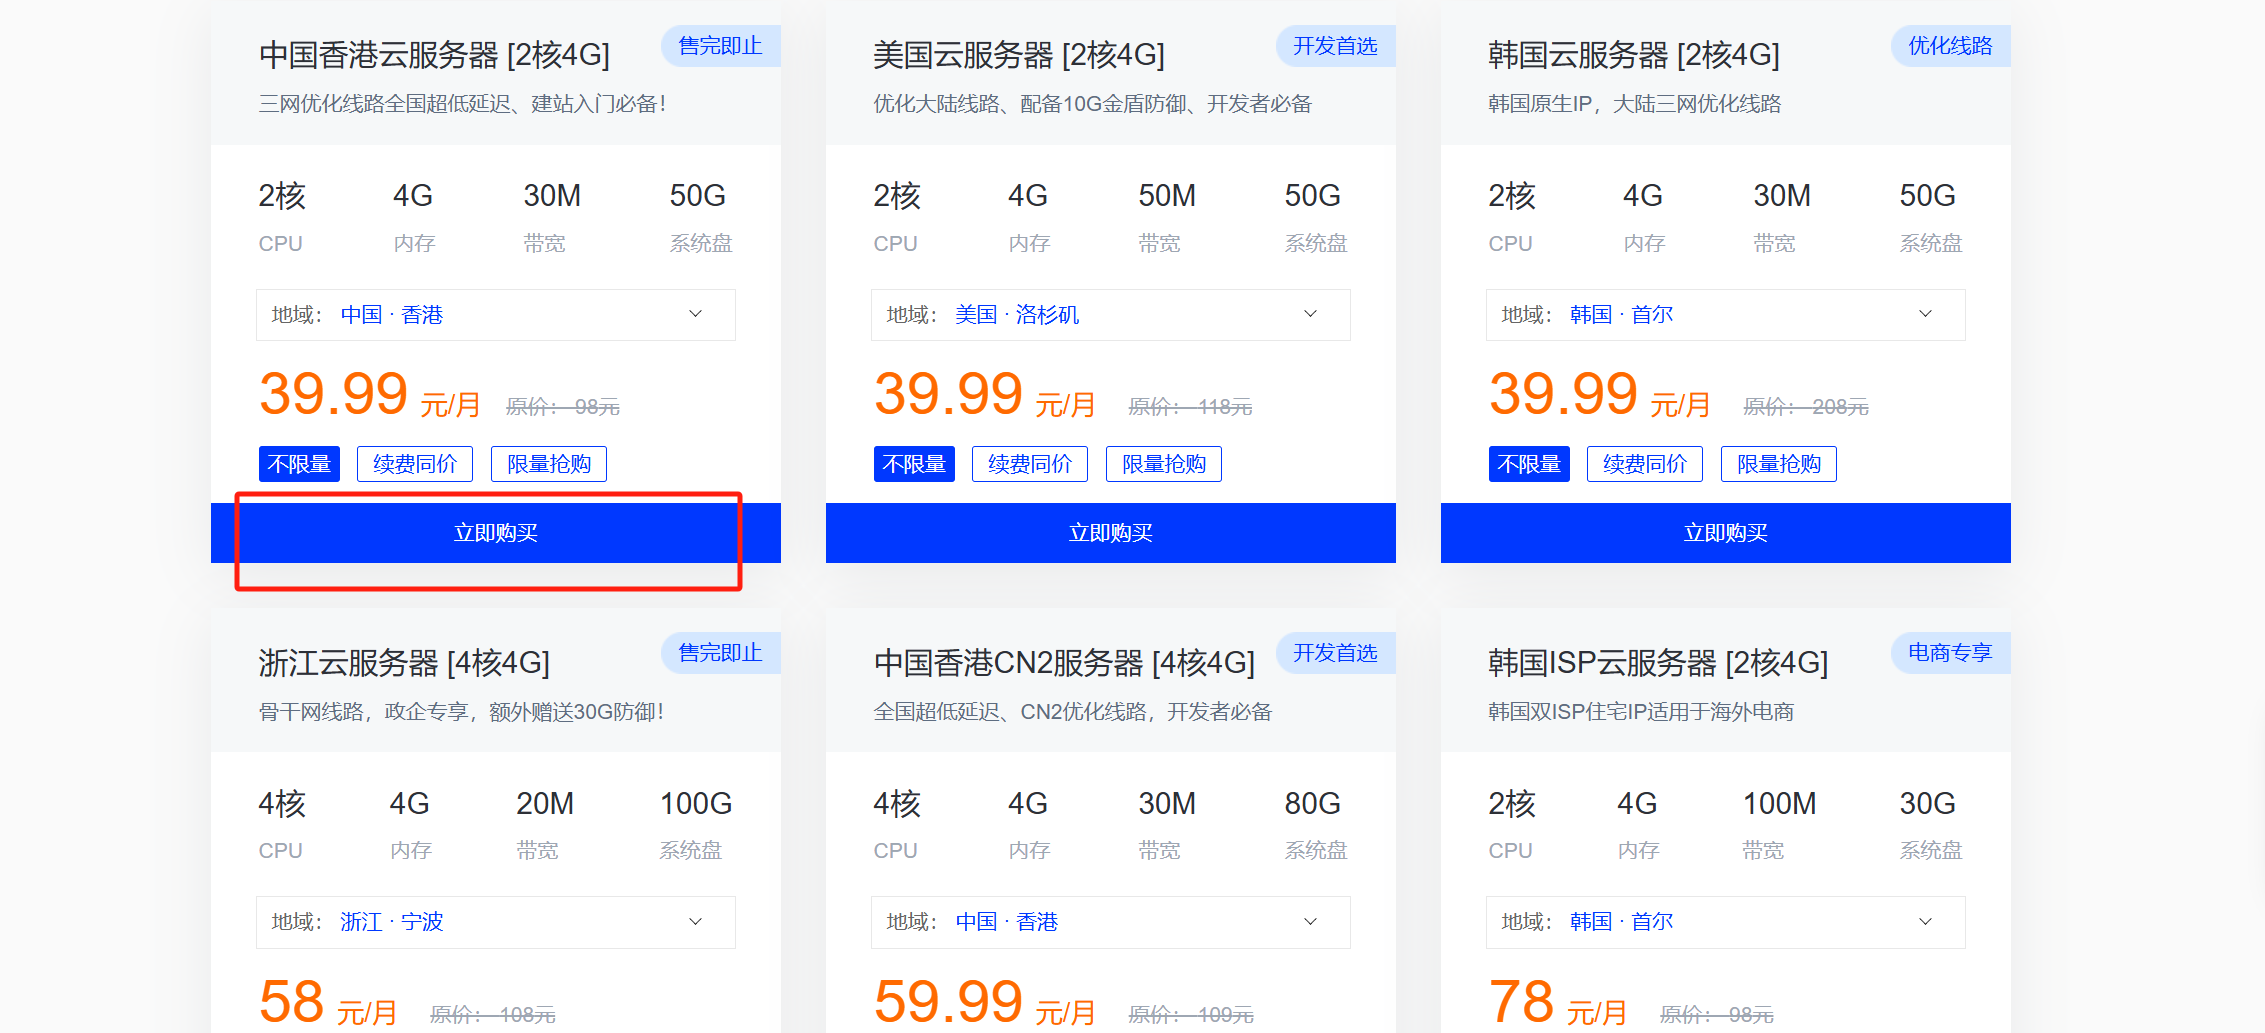 中国香港云服务器 [2核4G]
售完即止
三网优化线路全国超低延迟、建站入门必备！
2核 4G 30M 50G
CPU 内存 带宽 系统盘
地域： 中国 · 香港
39.99 元/月 原价： 98元
不限量 续费同价 限量抢购
立即购买
美国云服务器 [2核4G]
开发首选
优化大陆线路、配备10G金盾防御、开发者必备
2核 4G 50M 50G
CPU 内存 带宽 系统盘
地域： 美国 · 洛杉矶
39.99 元/月 原价： 118元
不限量 续费同价 限量抢购
立即购买
韩国云服务器 [2核4G]
优化线路
韩国原生IP，大陆三网优化线路
2核 4G 30M 50G
CPU 内存 带宽 系统盘
地域： 韩国 · 首尔
39.99 元/月 原价： 208元
不限量 续费同价 限量抢购
立即购买
浙江云服务器 [4核4G]
售完即止
骨干网线路，政企专享，额外赠送30G防御！
4核 4G 20M 100G
CPU 内存 带宽 系统盘
地域： 浙江 · 宁波
58 元/月 原价： 108元
中国香港CN2服务器 [4核4G]
开发首选
全国超低延迟、CN2优化线路，开发者必备
4核 4G 30M 80G
CPU 内存 带宽 系统盘
地域： 中国 · 香港
59.99 元/月 原价： 109元
韩国ISP云服务器 [2核4G]
电商专享
韩国双ISP住宅IP适用于海外电商
2核 4G 100M 30G
CPU 内存 带宽 系统盘
地域： 韩国 · 首尔
78 元/月 原价： 98元